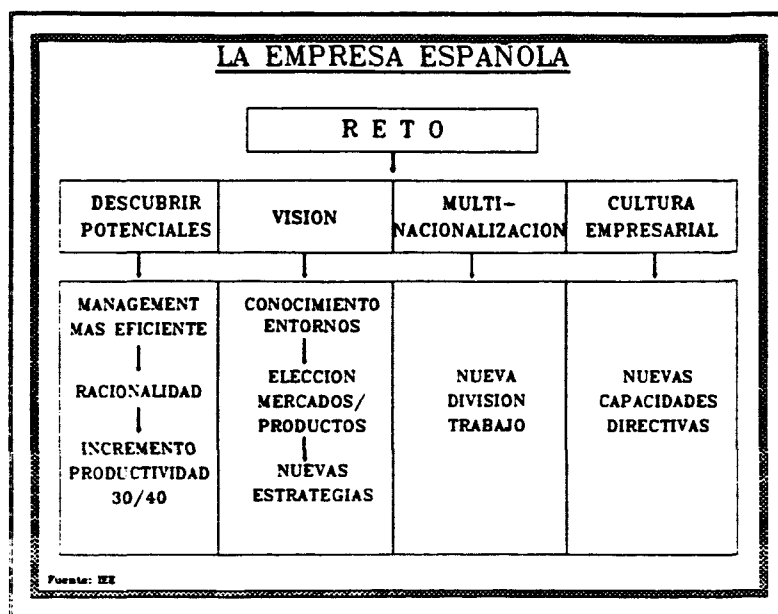 LA EMPRESA ESPAÑOLA
R E T O
DESCUBRIR
POTENCIALES
VISION
MULTI-
NACIONALIZACION
CULTURA
EMPRESARIAL
MANAGEMENT
MAS EFICIENTE
RACIONALIDAD
INCREMENTO
PRODUCTIVIDAD
30/40
CONOCIMIENTO
ENTORNOS
ELECCION
MERCADOS/
PRODUCTOS
NUEVAS
ESTRATEGIAS
NUEVA
DIVISION
TRABAJO
NUEVAS
CAPACIDADES
DIRECTIVAS
Fuente: